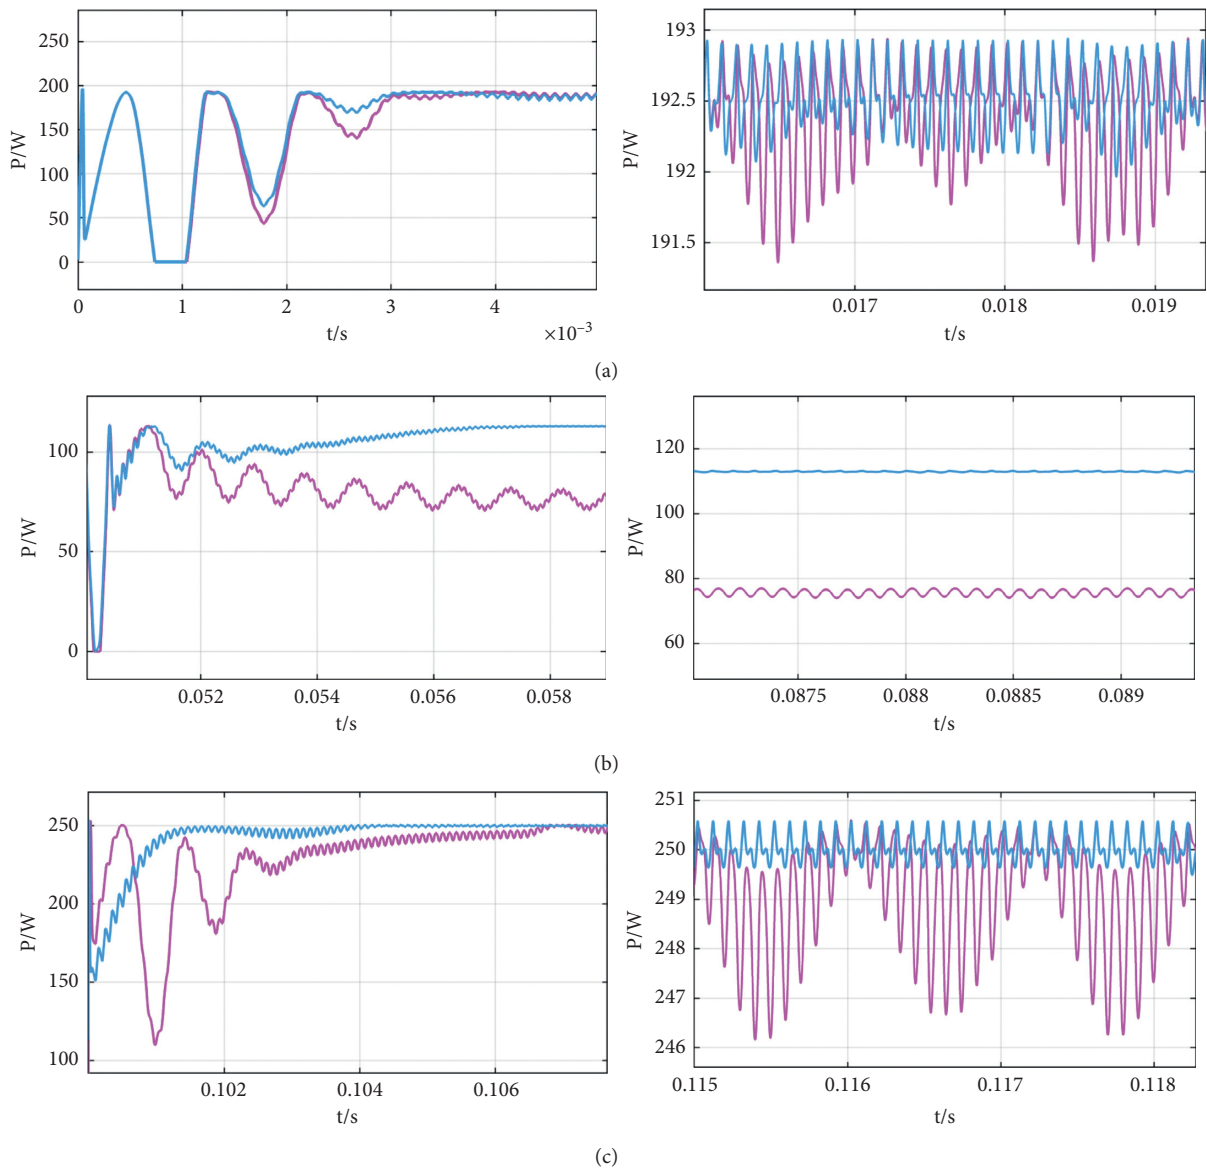 250
200
150
100
50
0
P/W
0 1 2 3 4
×10⁻³
t/s
193
192.5
192
191.5
P/W
0.017 0.018 0.019
t/s
(a)
100
50
0
P/W
0.052 0.054 0.056 0.058
t/s
120
100
80
60
P/W
0.0875 0.088 0.0885 0.089
t/s
(b)
250
200
150
100
P/W
0.102 0.104 0.106
t/s
251
250
249
248
247
246
P/W
0.115 0.116 0.117 0.118
t/s
(c)